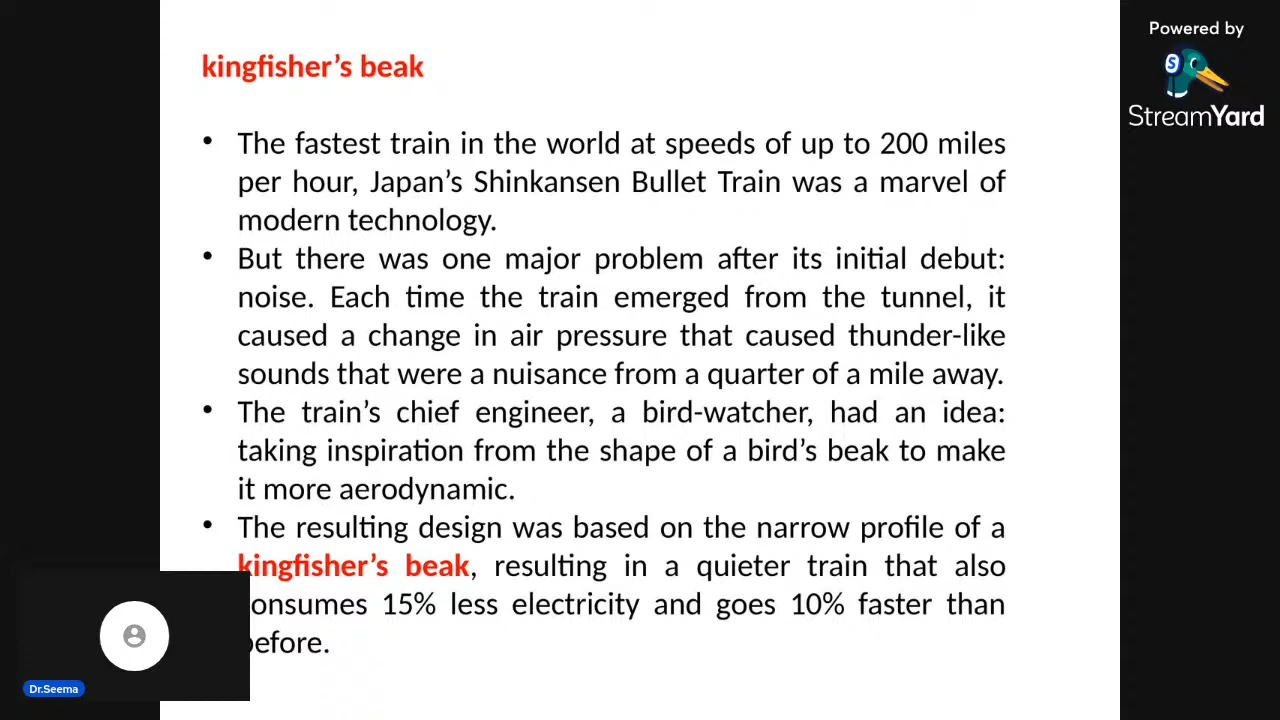 kingfisher’s beak
• The fastest train in the world at speeds of up to 200 miles
per hour, Japan’s Shinkansen Bullet Train was a marvel of
modern technology.
• But there was one major problem after its initial debut:
noise. Each time the train emerged from the tunnel, it
caused a change in air pressure that caused thunder-like
sounds that were a nuisance from a quarter of a mile away.
• The train’s chief engineer, a bird-watcher, had an idea:
taking inspiration from the shape of a bird’s beak to make
it more aerodynamic.
• The resulting design was based on the narrow profile of a
kingfisher’s beak, resulting in a quieter train that also
onsumes 15% less electricity and goes 10% faster than
efore.
Dr.Seema
Powered by
S
StreamYard